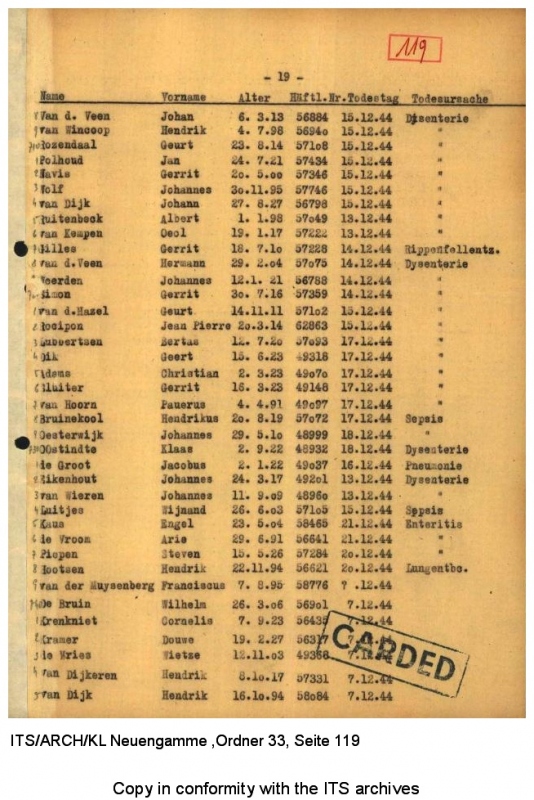 119
- 19 -
Name Vorname Alter Häftl.Nr. Todestag Todesursache
Van d. Veen Johan 6. 3.13 56884 15.12.44 Disenterie
van Wincoop Hendrik 4. 7.98 56940 15.12.44 "
Rozendaal Geurt 23. 8.14 57108 15.12.44 "
Polhoud Jan 24. 7.21 57434 15.12.44 "
Mavis Gerrit 20. 5.00 57346 15.12.44 "
Wolf Johannes 30.11.95 57746 15.12.44 "
van Dijk Johann 27. 8.27 56798 15.12.44 "
Ruitenbeek Albert 1. 1.98 57049 13.12.44 "
van Kempen 19. 1.17 57222 13.12.44 "
Gilles Gerrit 18. 7.10 57228 14.12.44 Rippenfellentz.
van d.Veen Hermann 29. 2.04 57075 14.12.44 Dysenterie
Woerden Johannes 12.1. 21 56788 14.12.44 "
Simon Gerrit 30. 7.16 57359 14.12.44 "
van d.Hazel Geurt 14.11.11 57102 15.12.44 "
Rocipon Jean Pierre 20.3.14 62863 15.12.44 "
Lubbertsen Bertus 12. 7.20 57093 17.12.44 "
Dik Geert 15. 6.23 49318 17.12.44 "
Adems Christian 2. 3.23 49070 17.12.44 "
Sluiter Gerrit 16. 3.23 49148 17.12.44 "
van Hoorn Pauerus 4. 4.91 49097 17.12.44 "
Bruinekool Hendrikus 20. 8.19 57072 17.12.44 Sepsis
Oesterwijk Johannes 29. 5.10 48999 18.12.44 "
Oostindte Klaas 2. 9.22 48932 18.12.44 Dysenterie
de Groot Jacobus 2. 1.22 49037 16.12.44 Pneumonie
Rikenhout Johannes 24. 3.17 49201 13.12.44 Dysenterie
van Wieren Johannes 11. 9.09 48960 13.12.44 "
Luitjes Wijnand 26. 6.03 57105 15.12.44 Sepsis
Kaus Engel 23. 5.04 58465 21.12.44 Enteritis
de Vroom Arie 29. 6.91 56641 21.12.44 "
Piepen Steven 15. 5.26 57284 20.12.44 "
Hootsen Hendrik 22.11.94 56621 20.12.44 Lungentbc.
van der Muysenberg Franciscus 7. 8.95 58776 ? .12.44
De Bruin Wilhelm 26. 3.06 56901 7.12.44
Krenkniet Cornelis 7. 9.23 7.12.44
Kramer Douwe 19. 2.27
de Vries Wietze 12.11.03 7.12.44
CARDED
van Dijkeren Hendrik 8.10.17 57331 7.12.44
van Dijk Hendrik 16.10.94 58084 7.12.44
ITS/ARCH/KL Neuengamme ,Ordner 33, Seite 119
Copy in conformity with the ITS archives